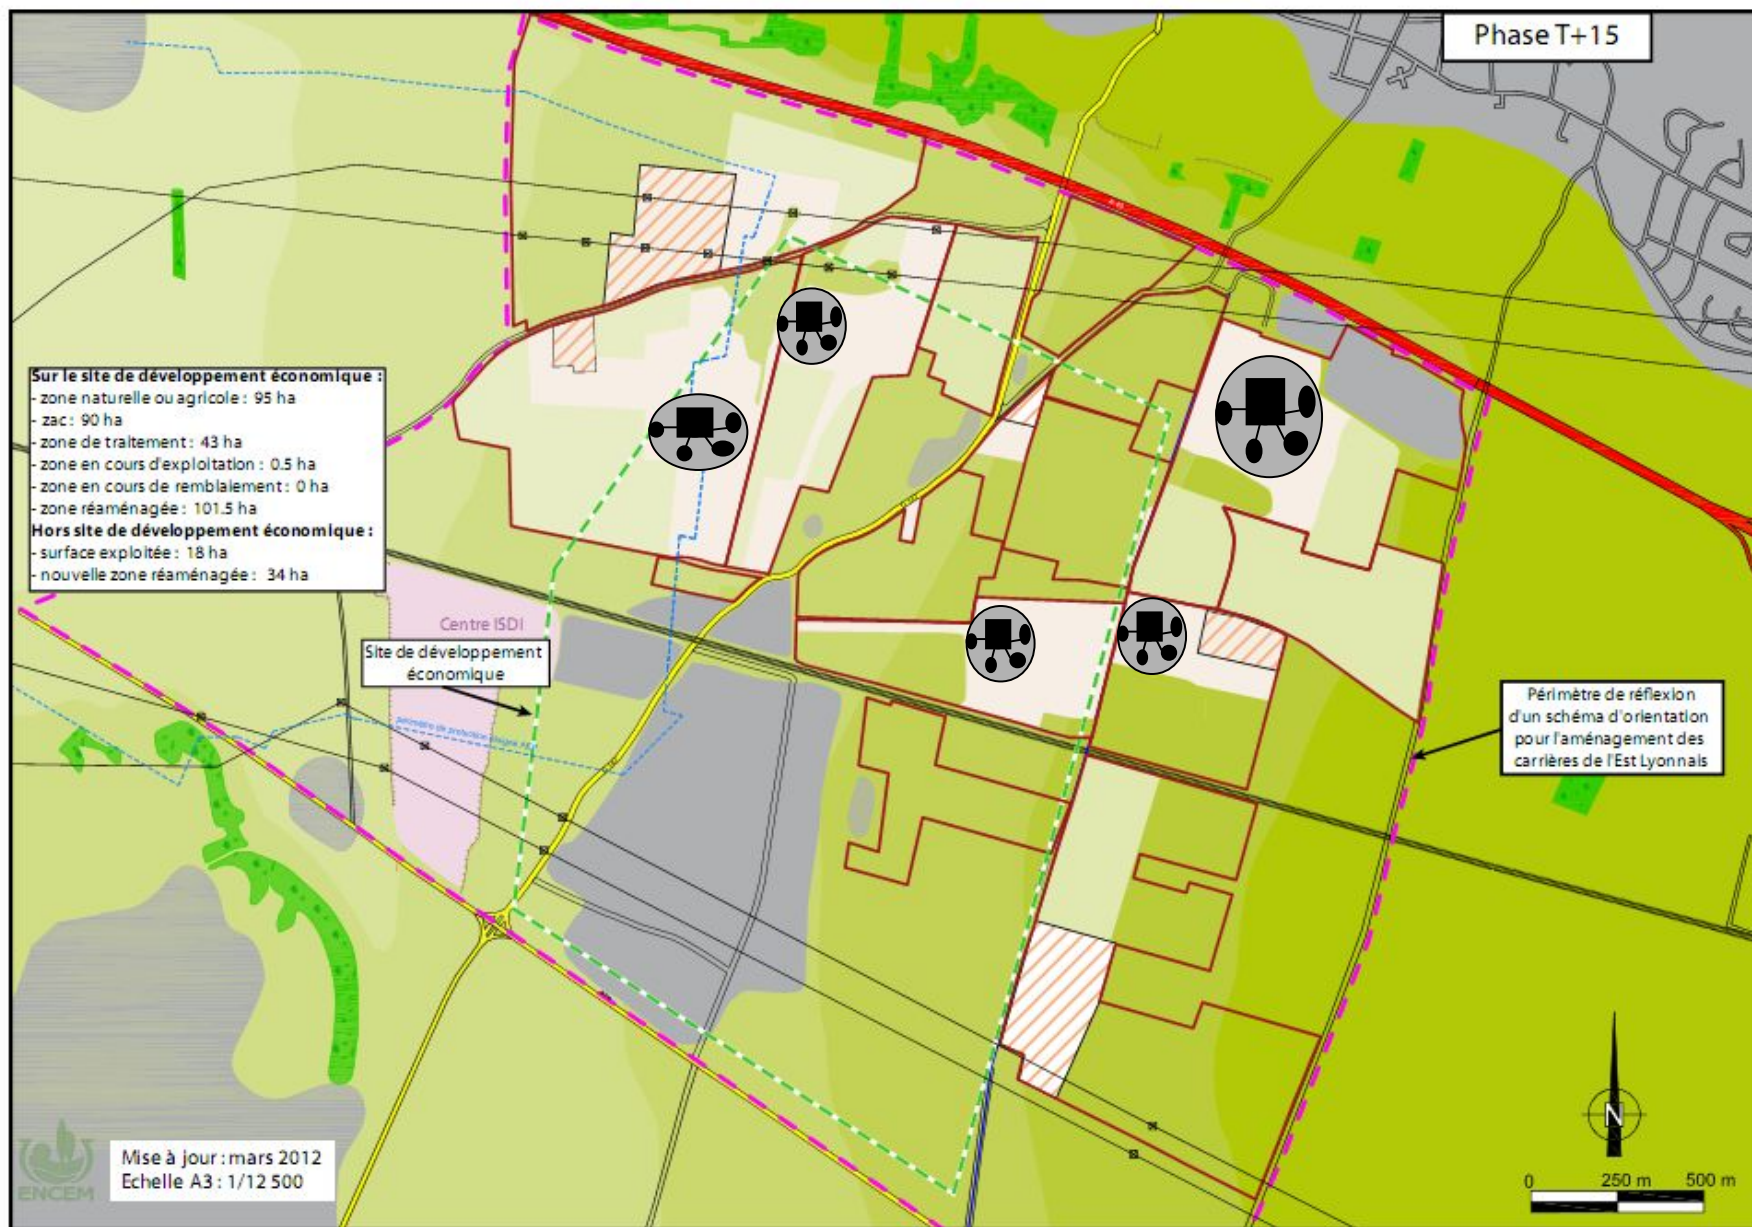 Phase T+15
Sur le site de développement économique :
- zone naturelle ou agricole : 95 ha
- zac : 90 ha
- zone de traitement : 43 ha
- zone en cours d'exploitation : 0.5 ha
- zone en cours de remblaiement : 0 ha
- zone réaménagée : 101.5 ha
Hors site de développement économique :
- surface exploitée : 18 ha
- nouvelle zone réaménagée : 34 ha
Centre ISDI
Site de développement
économique
Périmètre de réflexion
d'un schéma d'orientation
pour l'aménagement des
carrières de l'Est Lyonnais
périmètre de protection
ENCEM
Mise à jour : mars 2012
Echelle A3 : 1/12 500
N
0 250 m 500 m